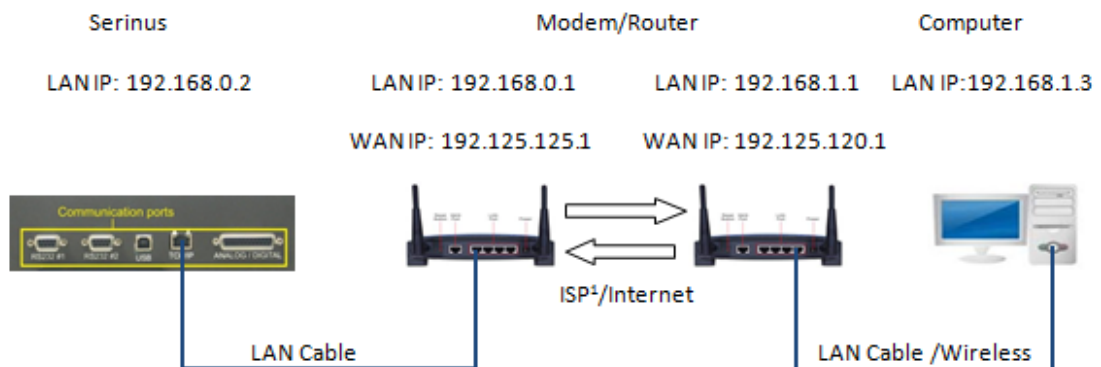 Serinus
Modem/Router
Computer
LAN IP: 192.168.0.2
LAN IP: 192.168.0.1
LAN IP: 192.168.1.1
LAN IP:192.168.1.3
WAN IP: 192.125.125.1
WAN IP: 192.125.120.1
Communication ports
RS232 #1
RS232 #2
USB
TCP/IP
ANALOG / DIGITAL
ISP¹/Internet
LAN Cable
LAN Cable /Wireless